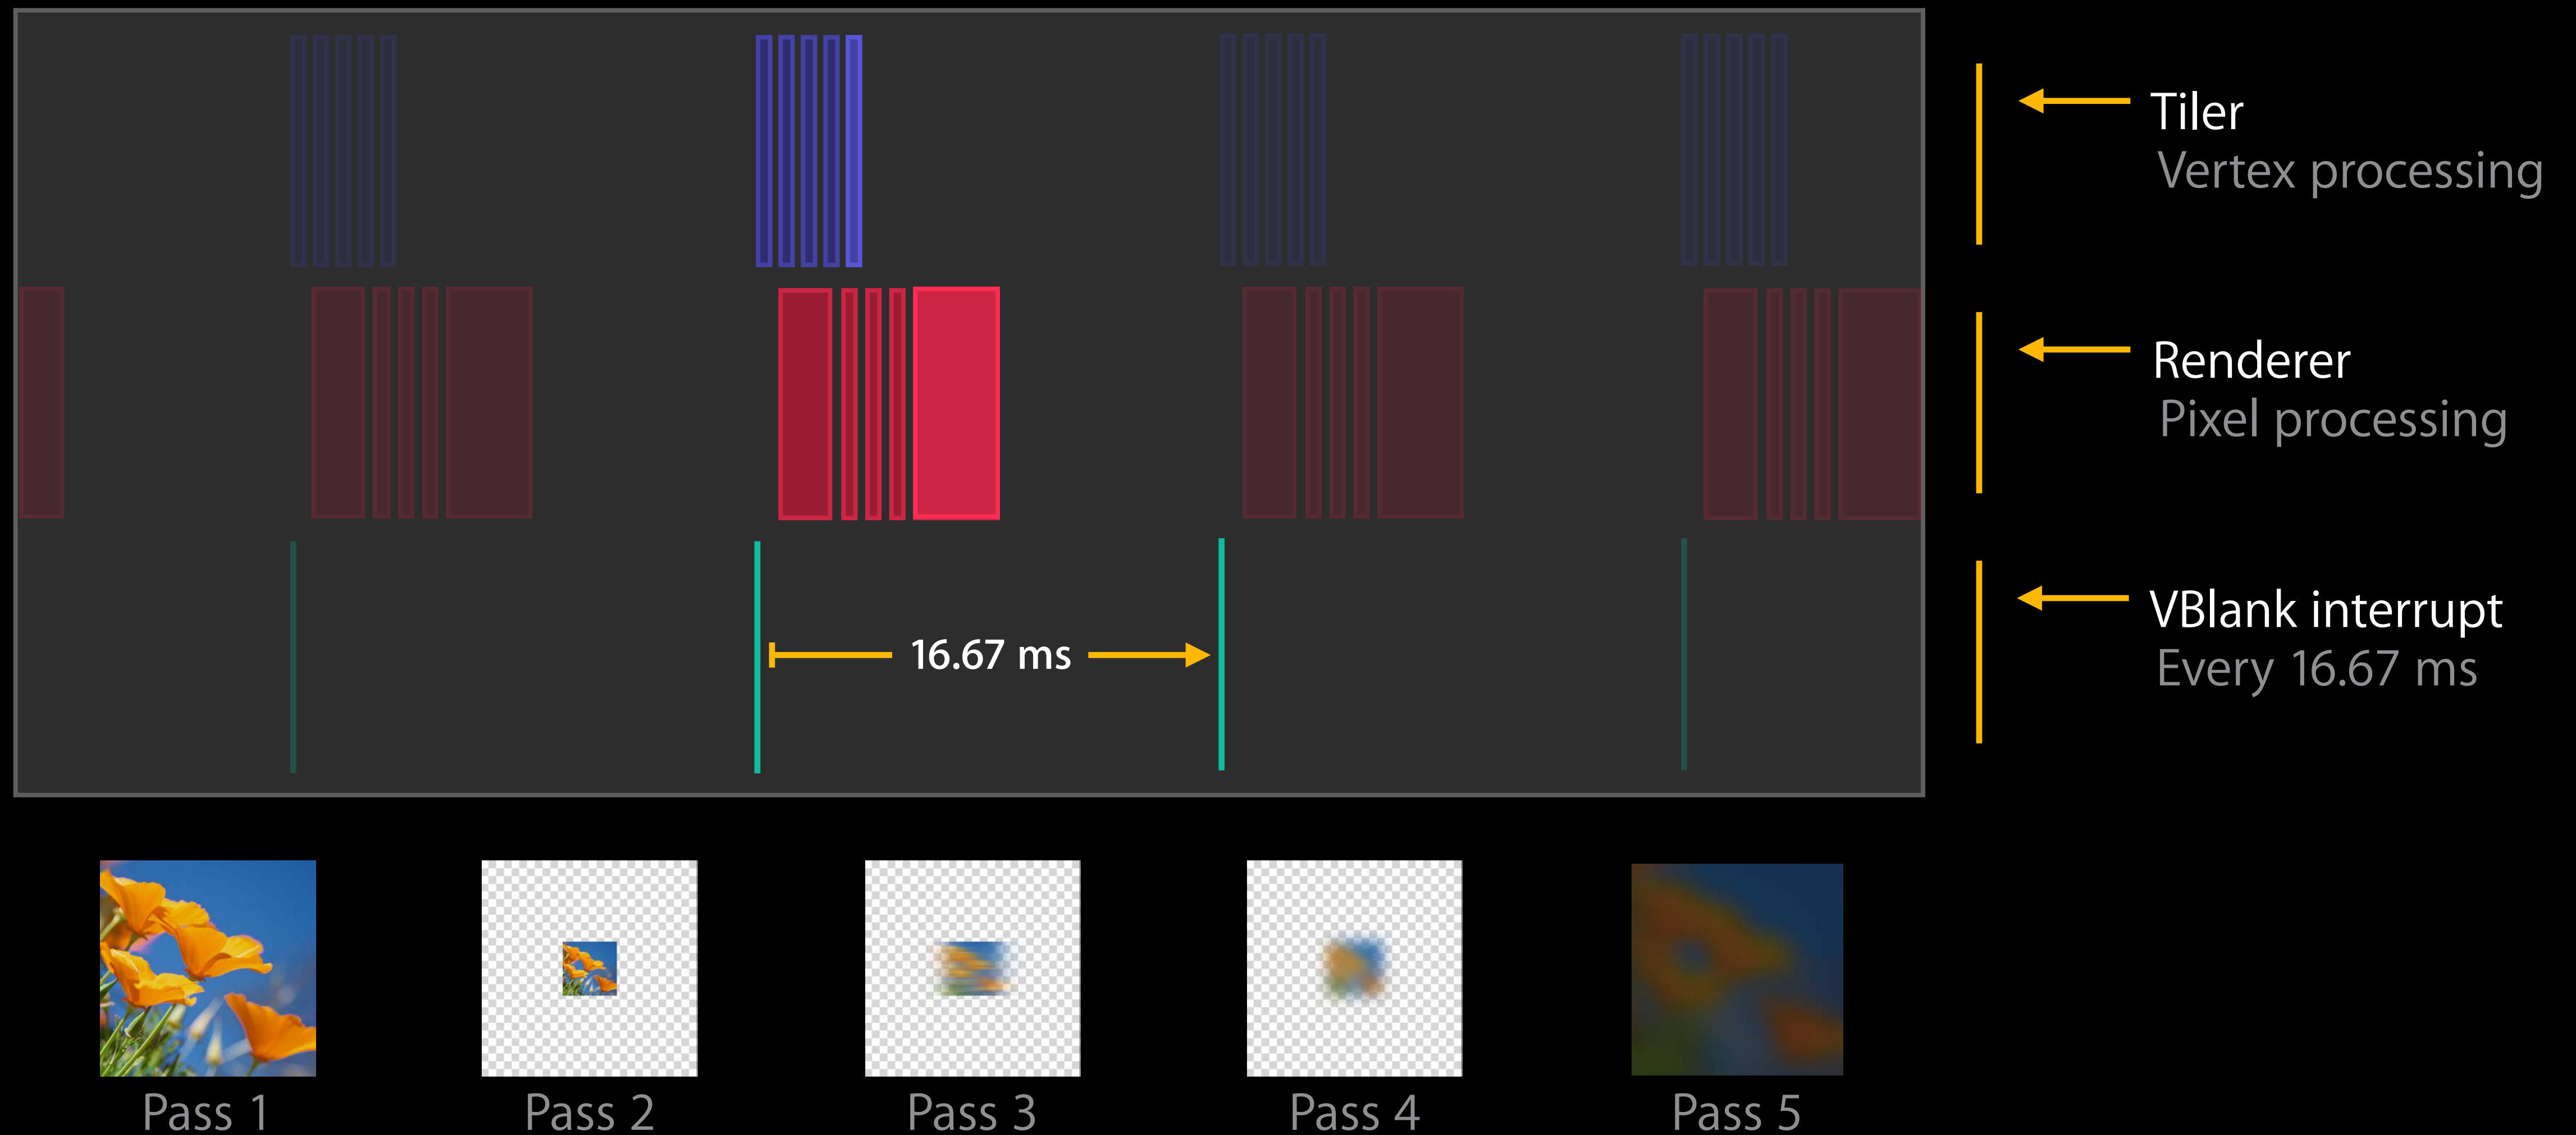 Tiler
Vertex processing
Renderer
Pixel processing
16.67 ms
VBlank interrupt
Every 16.67 ms
Pass 1
Pass 2
Pass 3
Pass 4
Pass 5